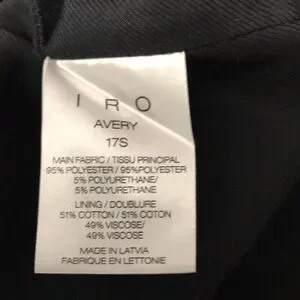 IRO
AVERY
17S
MAIN FABRIC / TISSU PRINCIPAL
95% POLYESTER / 95%POLYESTER
5% POLYURETHANE/
5% POLYURETHANE
LINING / DOUBLURE
51% COTTON / 51% COTON
49% VISCOSE/
49% VISCOSE
MADE IN LATVIA
FABRIQUE EN LETTONIE